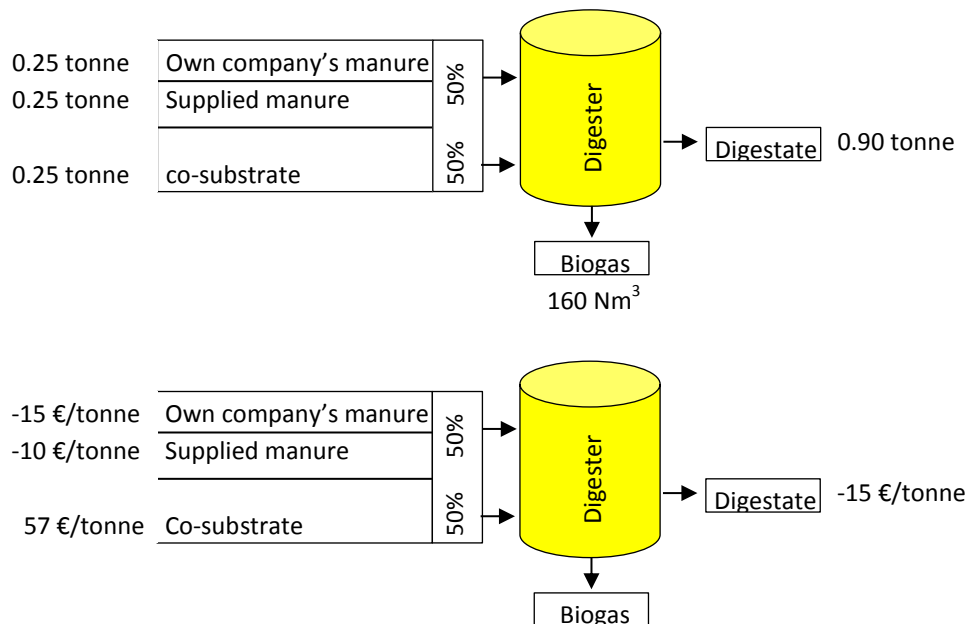 0.25 tonne Own company's manure
0.25 tonne Supplied manure
50%
0.25 tonne co-substrate
50%
Digester
Digestate 0.90 tonne
Biogas
160 Nm³
-15 €/tonne Own company's manure
-10 €/tonne Supplied manure
50%
57 €/tonne Co-substrate
50%
Digester
Digestate -15 €/tonne
Biogas